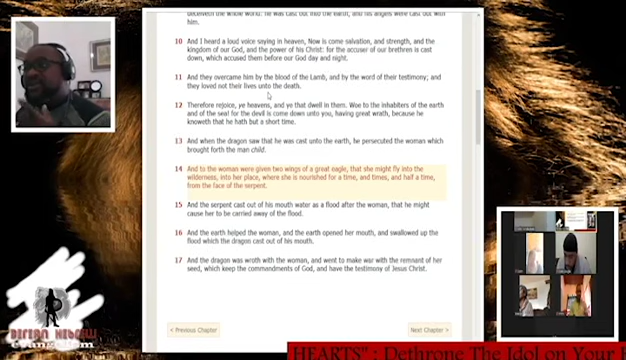 deceiveth the whole world: he was cast out into the earth, and his angels were cast out with
him.
10 And I heard a loud voice saying in heaven, Now is come salvation, and strength, and the
kingdom of our God, and the power of his Christ: for the accuser of our brethren is cast
down, which accused them before our God day and night.
11 And they overcame him by the blood of the Lamb, and by the word of their testimony; and
they loved not their lives unto the death.
12 Therefore rejoice, ye heavens, and ye that dwell in them. Woe to the inhabiters of the earth
and of the sea! for the devil is come down unto you, having great wrath, because he
knoweth that he hath but a short time.
13 And when the dragon saw that he was cast unto the earth, he persecuted the woman which
brought forth the man child.
14 And to the woman were given two wings of a great eagle, that she might fly into the
wilderness, into her place, where she is nourished for a time, and times, and half a time,
from the face of the serpent.
15 And the serpent cast out of his mouth water as a flood after the woman, that he might
cause her to be carried away of the flood.
16 And the earth helped the woman, and the earth opened her mouth, and swallowed up the
flood which the dragon cast out of his mouth.
17 And the dragon was wroth with the woman, and went to make war with the remnant of her
seed, which keep the commandments of God, and have the testimony of Jesus Christ.
< Previous Chapter
Next Chapter >
HEARTS" : Dethrone The Idol on Your